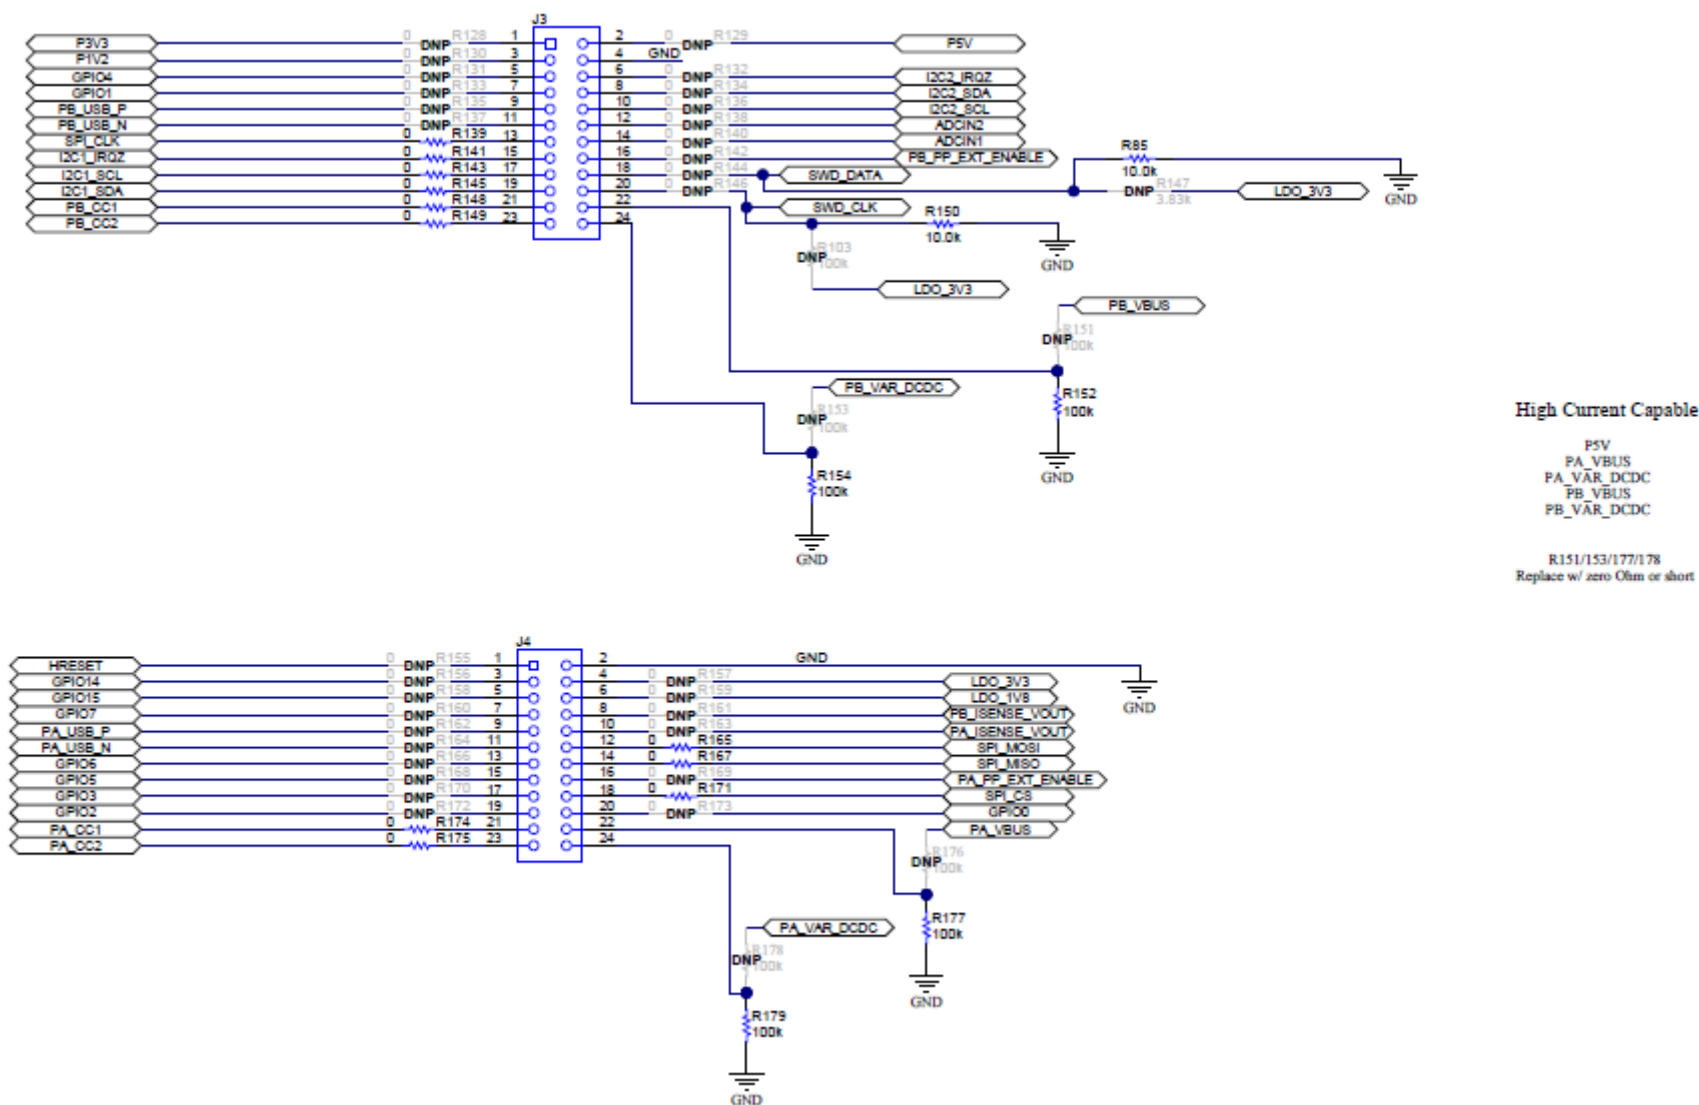 J3
P3V3 0 DNP R128 1 2 0 DNP R129 P5V
P1V2 0 DNP R130 3 4 GND
GPIO4 0 DNP R131 5 6 0 DNP R132 I2C2_IRQZ
GPIO1 0 DNP R133 7 8 0 DNP R134 I2C2_SDA
PB_USB_P 0 DNP R135 9 10 0 DNP R136 I2C2_SCL
PB_USB_N 0 DNP R137 11 12 0 DNP R138 ADCIN2
SPI_CLK 0 R139 13 14 0 DNP R140 ADCIN1
I2C1_IRQZ 0 R141 15 16 0 DNP R142 PB_PP_EXT_ENABLE
I2C1_SCL 0 R143 17 18 0 DNP R144 SWD_DATA
I2C1_SDA 0 R145 19 20 0 DNP R146
PB_CC1 0 R148 21 22 SWD_CLK
PB_CC2 0 R149 23 24
R85
10.0k
GND
DNP R147
3.83k
LDO_3V3
R150
10.0k
GND
R103
DNP
100k
LDO_3V3
PB_VBUS
R151
DNP
100k
R152
100k
GND
PB_VAR_DCDC
R153
DNP
100k
R154
100k
GND
High Current Capable
P5V
PA_VBUS
PA_VAR_DCDC
PB_VBUS
PB_VAR_DCDC
R151/153/177/178
Replace w/ zero Ohm or short
J4
HRESET 0 DNP R155 1 2 GND
GPIO14 0 DNP R156 3 4 0 DNP R157 LDO_3V3
GPIO15 0 DNP R158 5 6 0 DNP R159 LDO_1V8
GPIO7 0 DNP R160 7 8 0 DNP R161 PB_ISENSE_VOUT
PA_USB_P 0 DNP R162 9 10 0 DNP R163 PA_ISENSE_VOUT
PA_USB_N 0 DNP R164 11 12 0 R165 SPI_MOSI
GPIO6 0 DNP R166 13 14 0 R167 SPI_MISO
GPIO5 0 DNP R168 15 16 0 DNP R169 PA_PP_EXT_ENABLE
GPIO3 0 DNP R170 17 18 0 R171 SPI_CS
GPIO2 0 DNP R172 19 20 0 DNP R173 GPIO0
PA_CC1 0 R174 21 22 PA_VBUS
PA_CC2 0 R175 23 24
GND
R176
DNP
100k
R177
100k
GND
PA_VAR_DCDC
R178
DNP
100k
R179
100k
GND